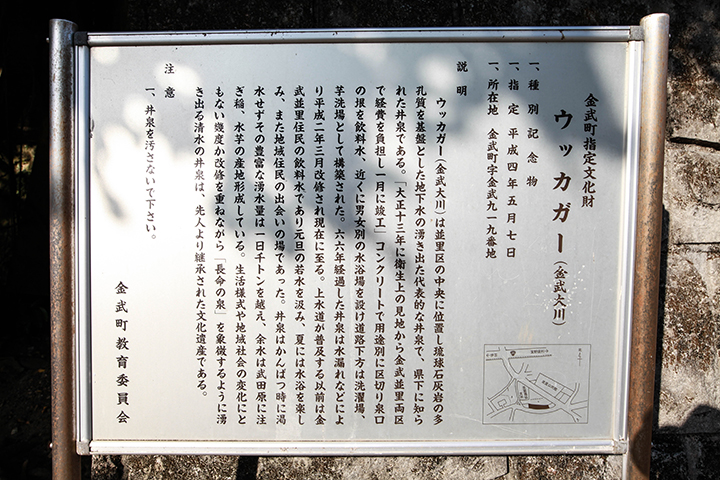 金武町指定文化財
ウッカガー（金武大川）
一、種別 記念物
一、指定 平成四年五月七日
一、所在地 金武町字金武九一九番地
説明
ウッカガー（金武大川）は並里区の中央に位置し琉球石灰岩の多
孔質を基盤とした地下水の湧き出た代表的な井泉で、県下に知ら
れた井泉である。「大正十三年に衛生上の見地から金武並里両区
で経費を負担し一月に竣工」コンクリートで用途別に区切り泉口
の垠を飲料水、近くに男女別の水浴場を設け道路下方は洗濯場、
芋洗場として構築された。六六年経過した井泉は水漏れなどによ
り平成二年三月改修され現在に至る。上水道が普及する以前は金
武並里住民の飲料水であり元旦の若水を汲み、夏には水浴を楽し
み、また地域住民の出会いの場であった。井泉はかんばつ時に渇
水せずその豊富な湧水量は一日千トンを越え、余水は武田原に注
ぎ稲、水芋の産地形成している。生活様式や地域社会の変化にと
もない幾度か改修を重ねながら「長命の泉」を象徴するように湧
き出る清水の井泉は、先人より継承された文化遺産である。
注意
一、井泉を汚さないで下さい。
金武町教育委員会